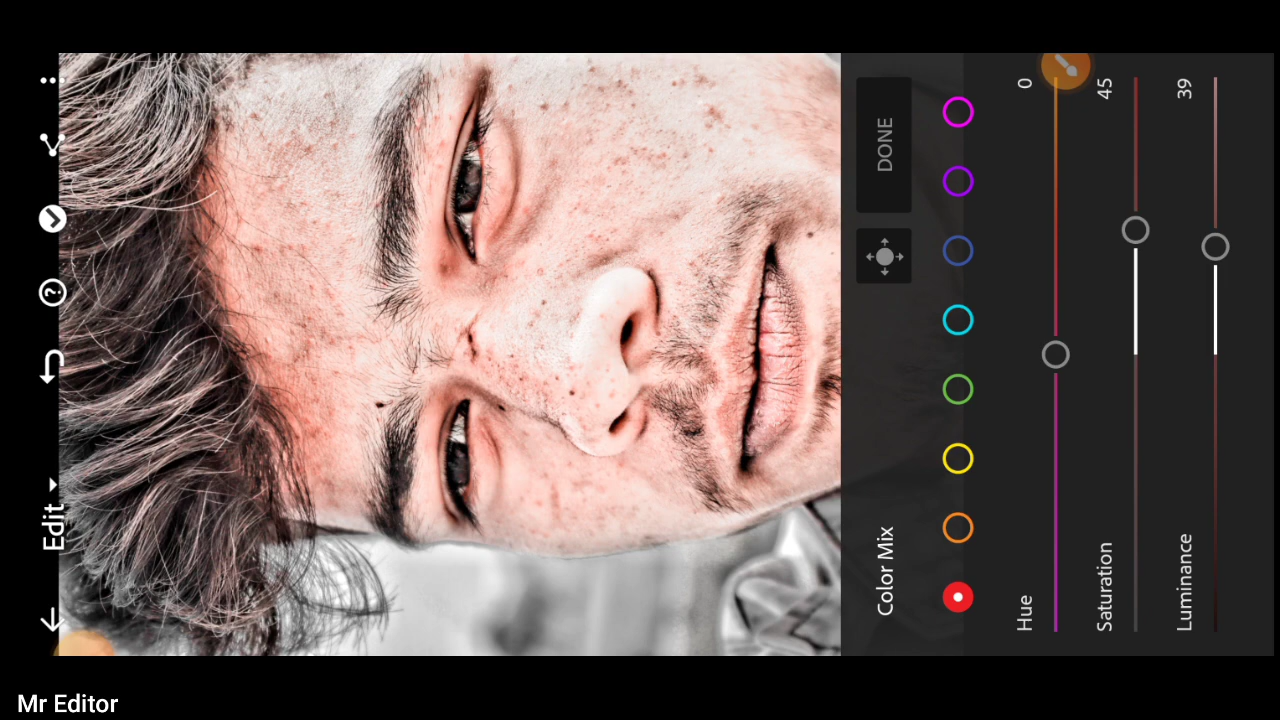 Edit
Color Mix
DONE
Hue
0
Saturation
45
Luminance
39
Mr Editor